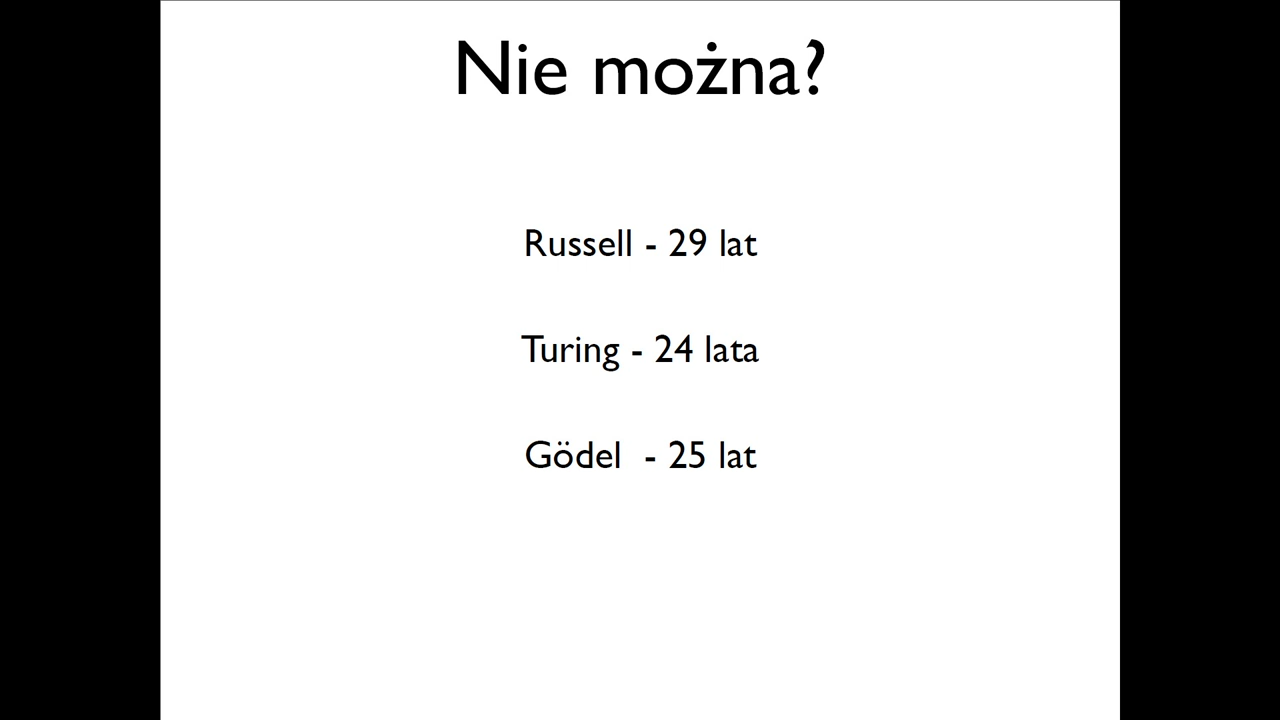 Nie można?
Russell - 29 lat
Turing - 24 lata
Gödel - 25 lat